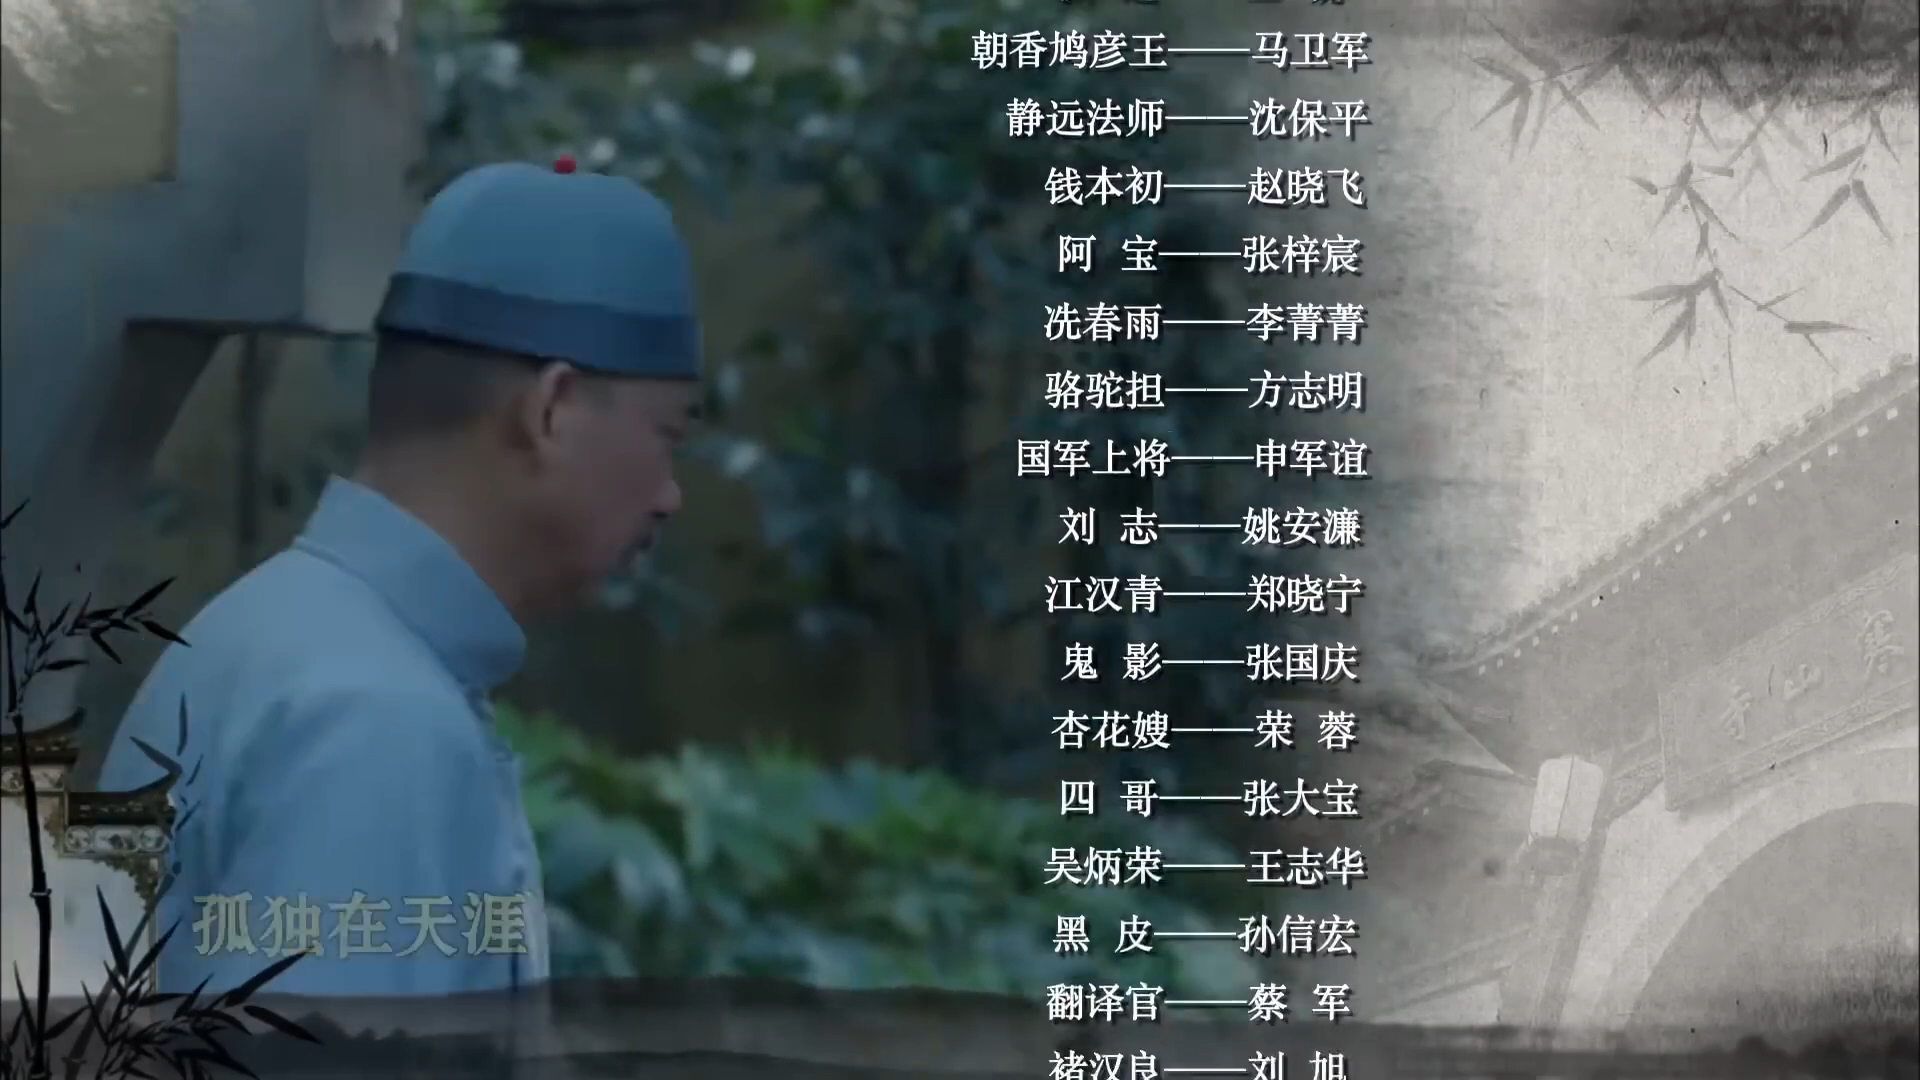 朝香鸠彦王——马卫军
静远法师——沈保平
钱本初——赵晓飞
阿 宝——张梓宸
冼春雨——李菁菁
骆驼担——方志明
国军上将——申军谊
刘 志——姚安濂
江汉青——郑晓宁
鬼 影——张国庆
杏花嫂——荣 蓉
四 哥——张大宝
吴炳荣——王志华
黑 皮——孙信宏
翻译官——蔡 军
褚汉良——刘 旭
孤独在天涯
寒山寺